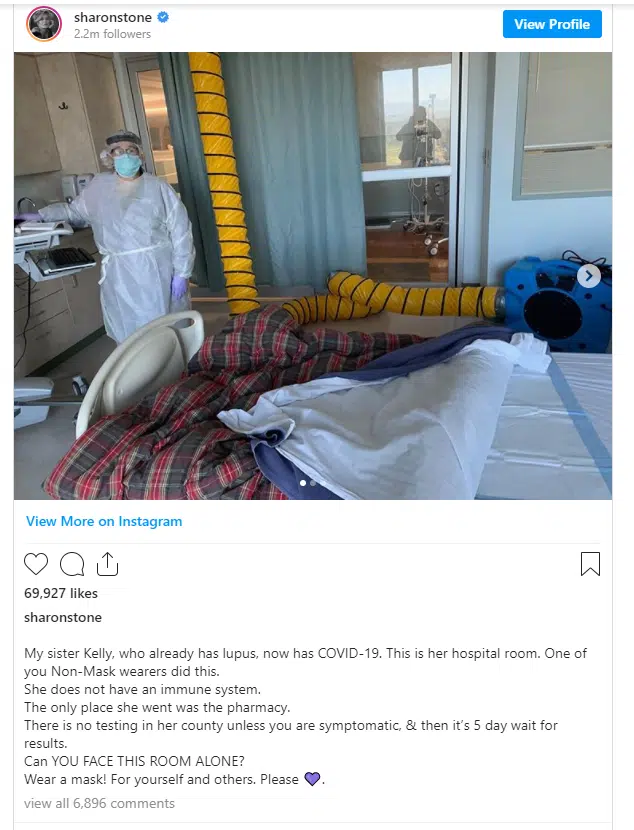 sharonstone
2.2m followers
View Profile
View More on Instagram
69,927 likes
sharonstone
My sister Kelly, who already has lupus, now has COVID-19. This is her hospital room. One of
you Non-Mask wearers did this.
She does not have an immune system.
The only place she went was the pharmacy.
There is no testing in her county unless you are symptomatic, & then it's 5 day wait for
results.
Can YOU FACE THIS ROOM ALONE?
Wear a mask! For yourself and others. Please 💜.
view all 6,896 comments